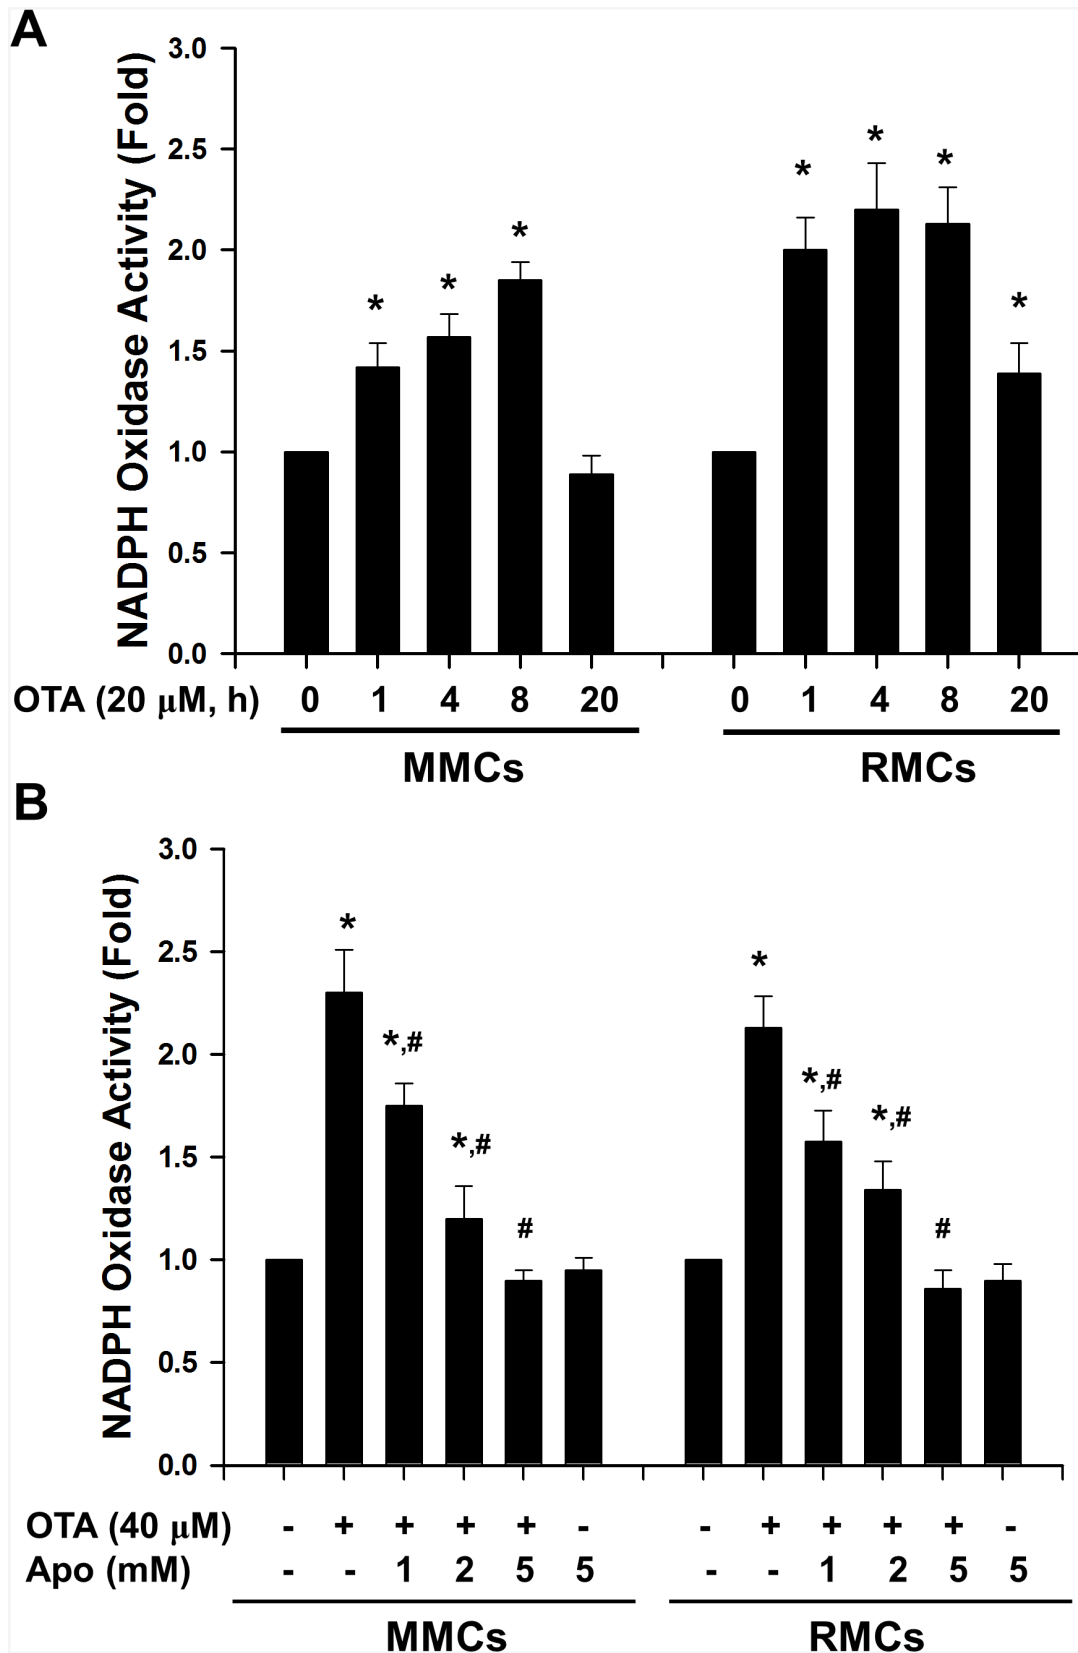 A
NADPH Oxidase Activity (Fold)
3.0
2.5
2.0
1.5
1.0
0.5
0.0
* * * * * * *
OTA (20 μM, h) 0 1 4 8 20 0 1 4 8 20
MMCs RMCs
B
NADPH Oxidase Activity (Fold)
3.0
2.5
2.0
1.5
1.0
0.5
0.0
* *,# *,# # * *,# *,# #
OTA (40 μM) - + + + + - - + + + + -
Apo (mM) - - 1 2 5 5 - - 1 2 5 5
MMCs RMCs